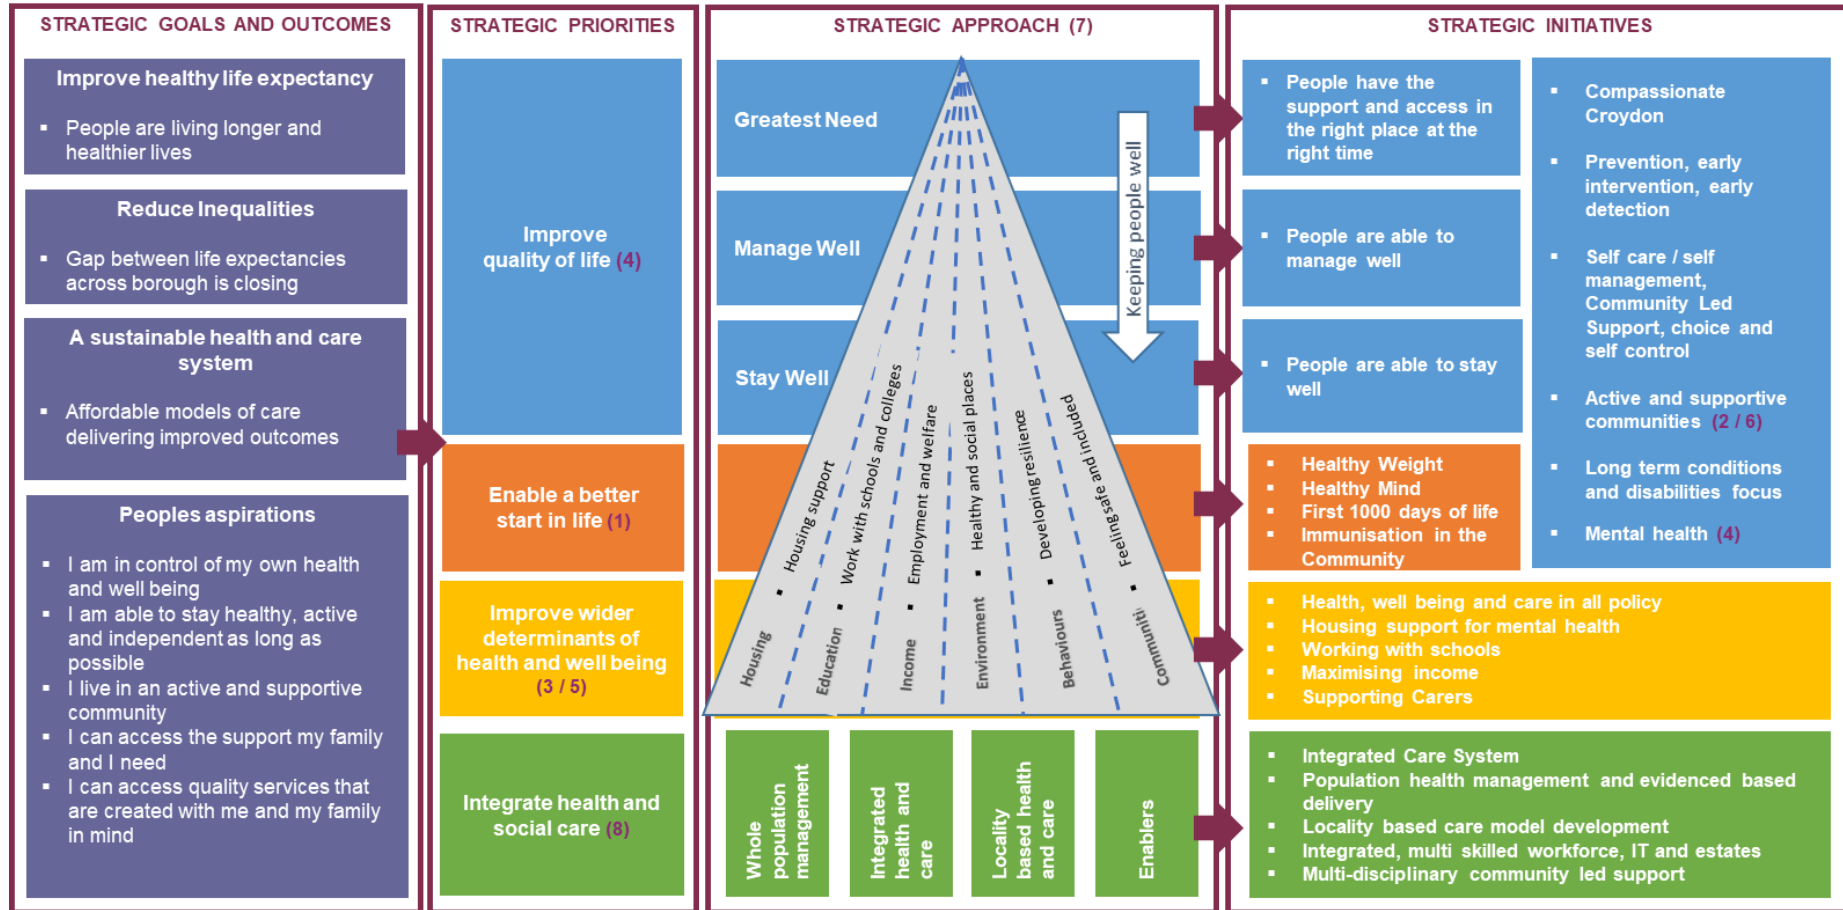 STRATEGIC GOALS AND OUTCOMES
Improve healthy life expectancy
▪ People are living longer and
healthier lives
Reduce Inequalities
▪ Gap between life expectancies
across borough is closing
A sustainable health and care
system
▪ Affordable models of care
delivering improved outcomes
Peoples aspirations
▪ I am in control of my own health
and well being
▪ I am able to stay healthy, active
and independent as long as
possible
▪ I live in an active and supportive
community
▪ I can access the support my family
and I need
▪ I can access quality services that
are created with me and my family
in mind
STRATEGIC PRIORITIES
Improve
quality of life (4)
Enable a better
start in life (1)
Improve wider
determinants of
health and well being
(3 / 5)
Integrate health and
social care (8)
STRATEGIC APPROACH (7)
Greatest Need
Manage Well
Stay Well
Keeping people well
▪ Housing support
▪ Work with schools and colleges
▪ Employment and welfare
▪ Healthy and social places
▪ Developing resilience
▪ Feeling safe and included
Housing
Education
Income
Environment
Behaviours
Communiti
Whole
population
management
Integrated
health and
care
Locality
based health
and care
Enablers
STRATEGIC INITIATIVES
▪ People have the
support and access in
the right place at the
right time
▪ People are able to
manage well
▪ People are able to stay
well
▪ Healthy Weight
▪ Healthy Mind
▪ First 1000 days of life
▪ Immunisation in the
Community
▪ Compassionate
Croydon
▪ Prevention, early
intervention, early
detection
▪ Self care / self
management,
Community Led
Support, choice and
self control
▪ Active and supportive
communities (2 / 6)
▪ Long term conditions
and disabilities focus
▪ Mental health (4)
▪ Health, well being and care in all policy
▪ Housing support for mental health
▪ Working with schools
▪ Maximising income
▪ Supporting Carers
▪ Integrated Care System
▪ Population health management and evidenced based
delivery
▪ Locality based care model development
▪ Integrated, multi skilled workforce, IT and estates
▪ Multi-disciplinary community led support